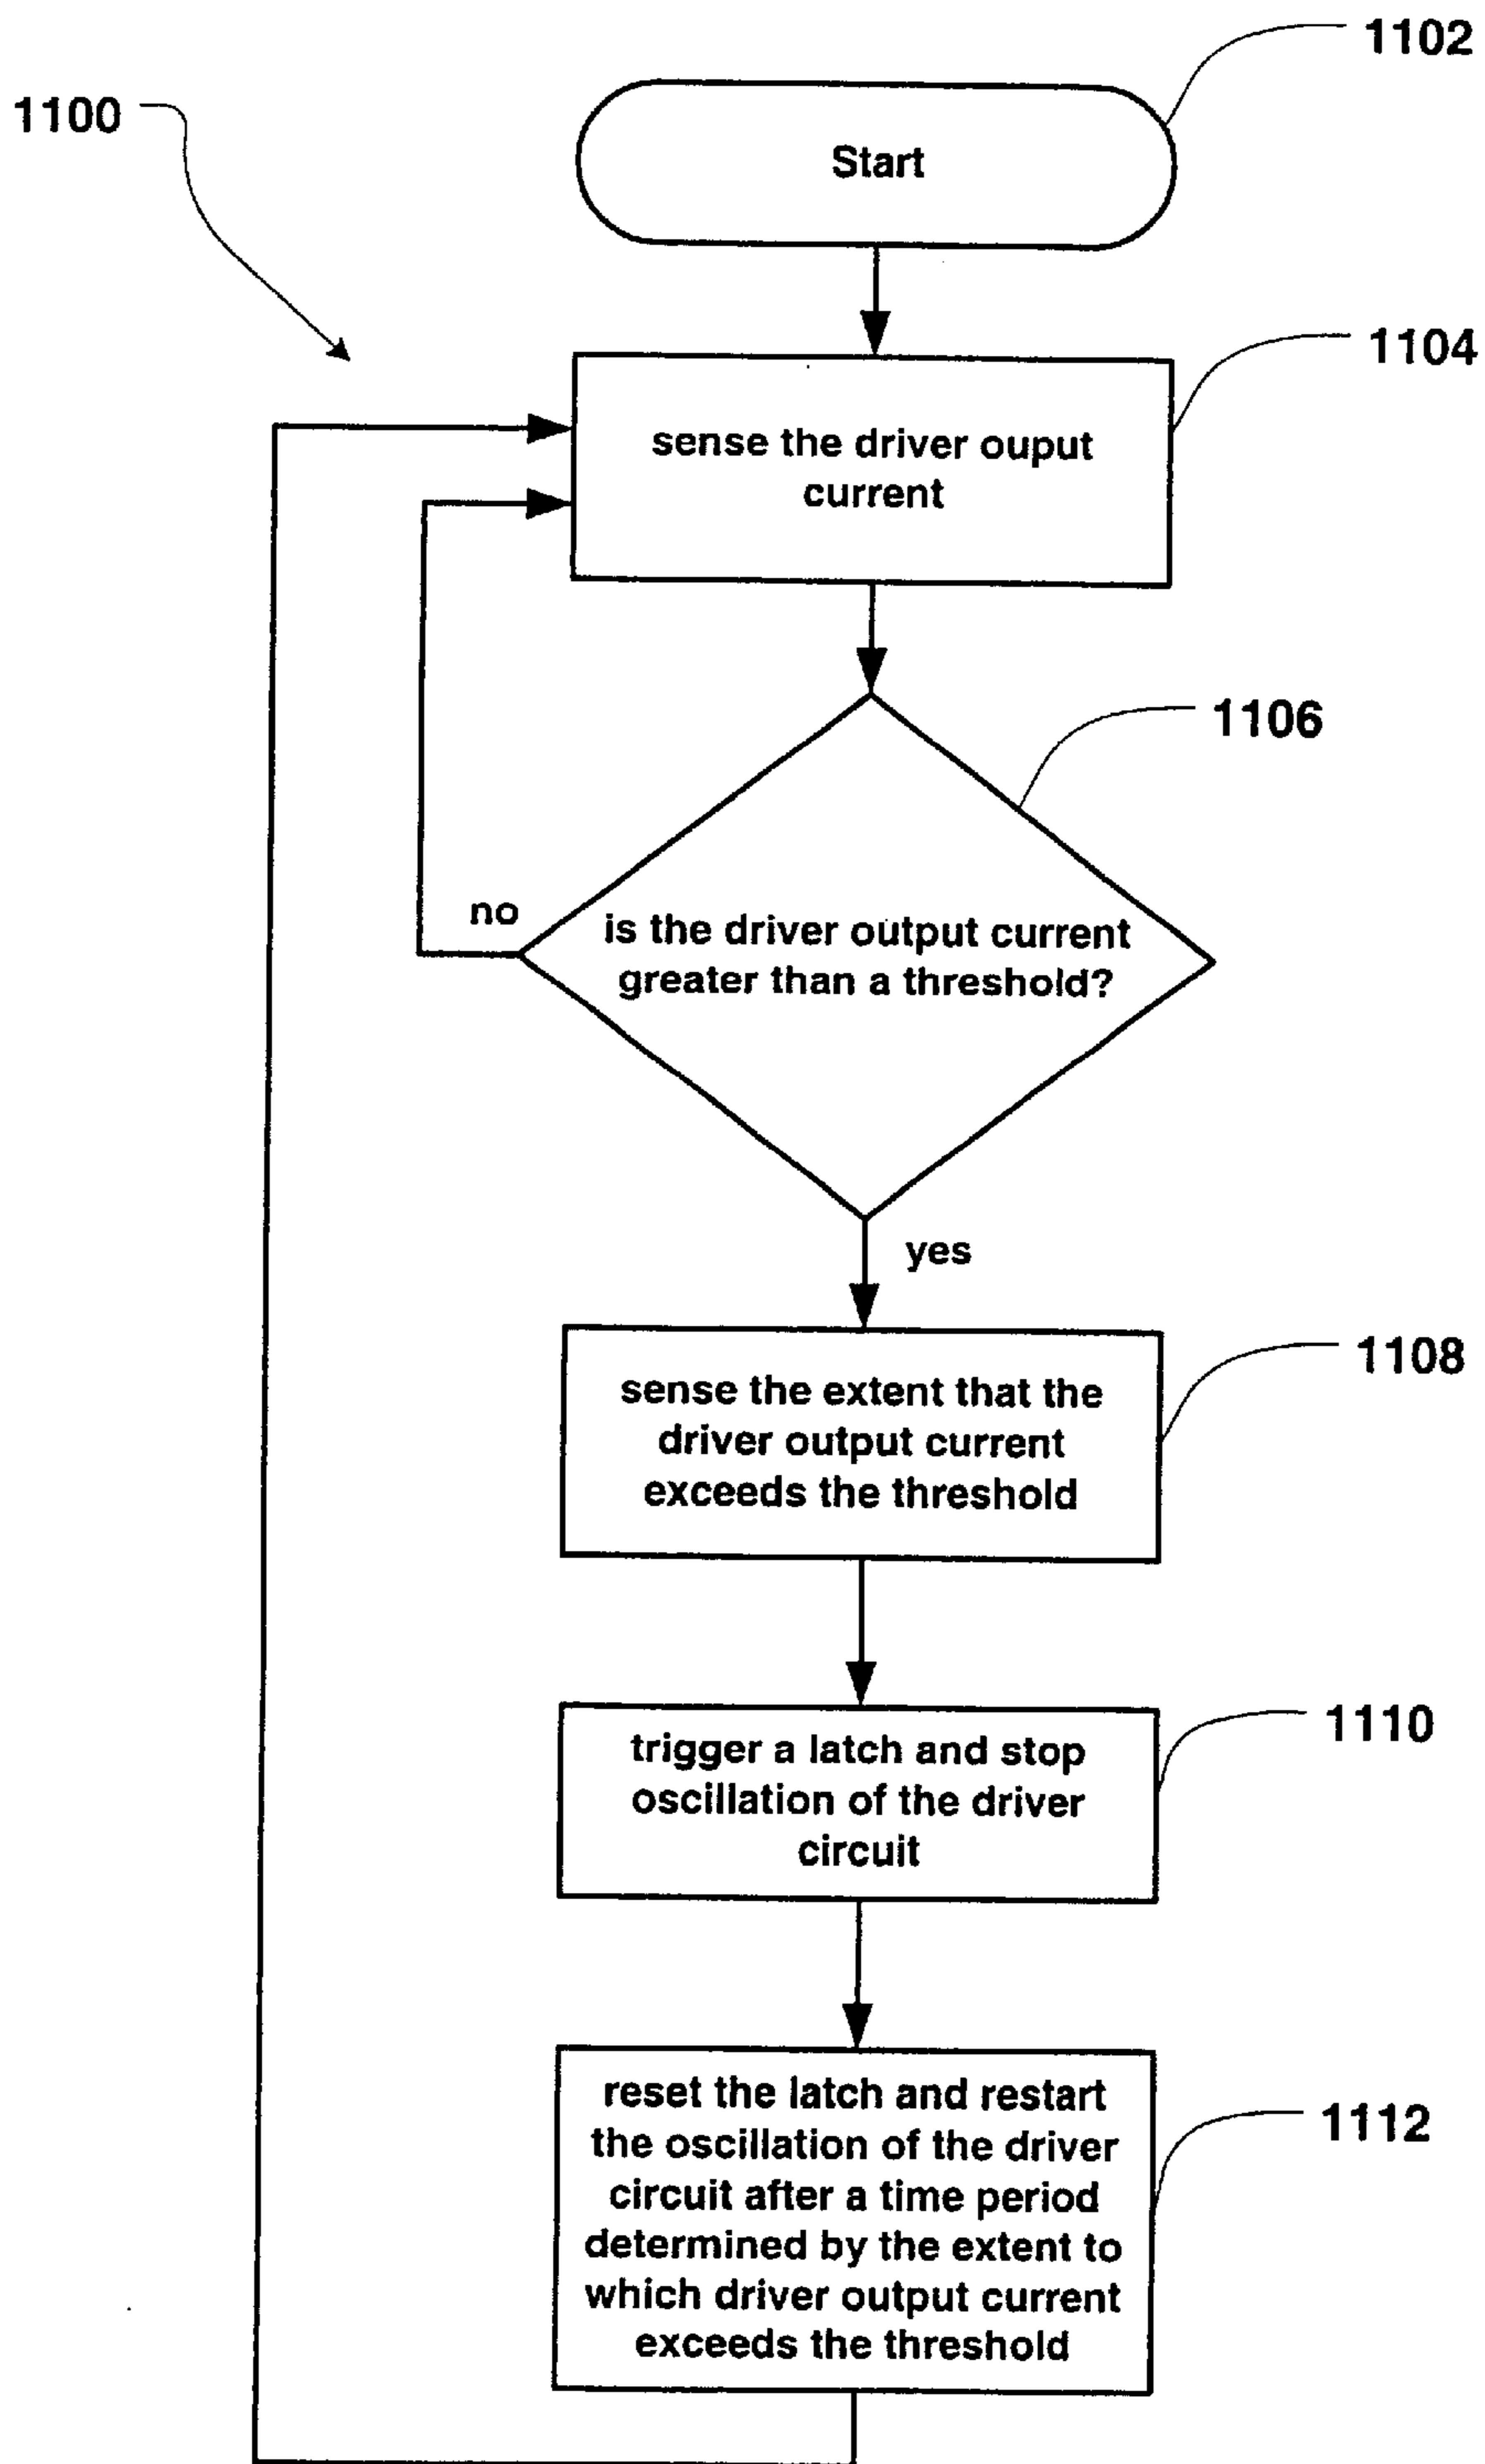 1102
1100
Start
1104
sense the driver ouput
current
1106
no
is the driver output current
greater than a threshold?
yes
1108
sense the extent that the
driver output current
exceeds the threshold
1110
trigger a latch and stop
oscillation of the driver
circuit
1112
reset the latch and restart
the oscillation of the driver
circuit after a time period
determined by the extent to
which driver output current
exceeds the threshold